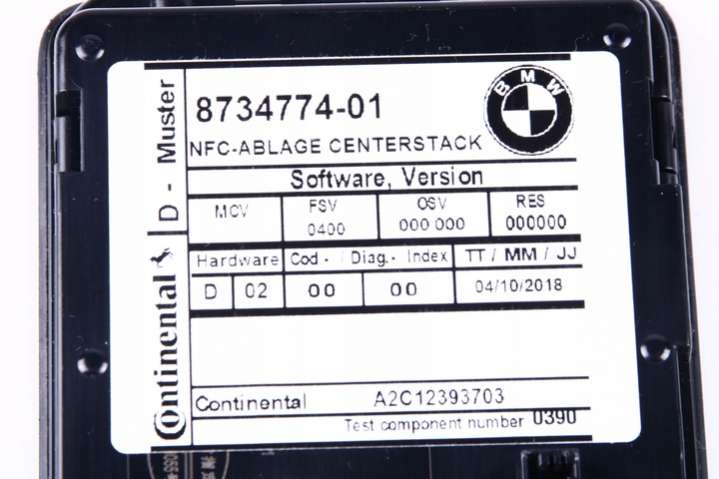 D - Muster
Continental
8734774-01
BMW
NFC-ABLAGE CENTERSTACK
Software, Version
MCV FSV OSV RES
0400 000 000 000000
Hardware Cod - / Diag.- Index TT / MM / JJ
D 02 00 00 04/10/2018
Continental A2C12393703
Test component number 0390